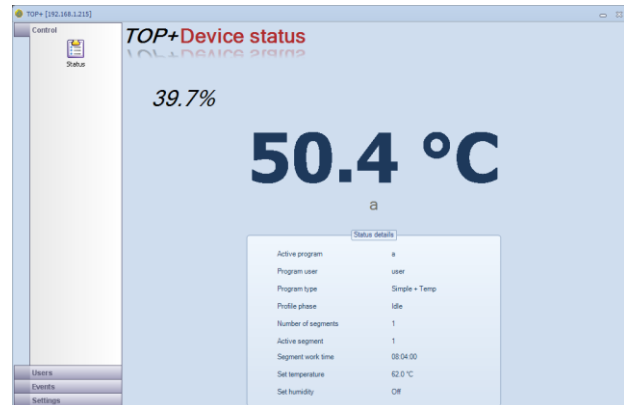 TOP+ [192.168.1.215]
Control
Status
TOP+Device status
39.7%
50.4 °C
a
Status details
Active program a
Program user user
Program type Simple + Temp
Profile phase Idle
Number of segments 1
Active segment 1
Segment work time 08:04:00
Set temperature 62.0 °C
Set humidity Off
Users
Events
Settings